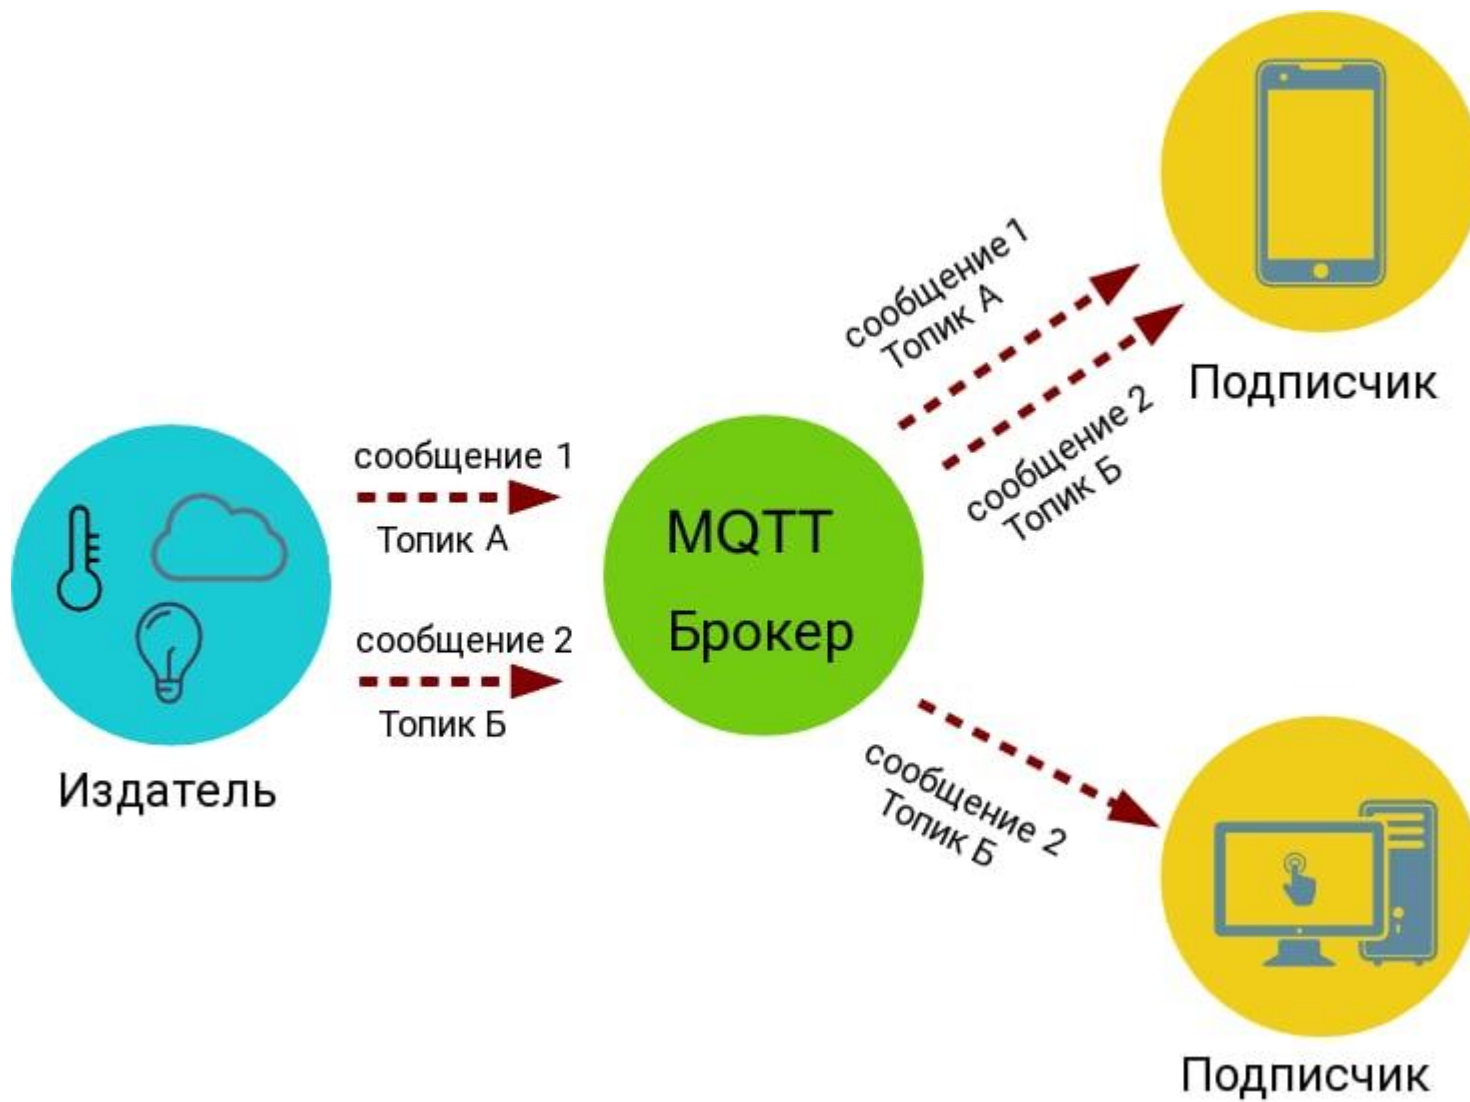 сообщение 1
Топик А
сообщение 2
Топик Б
Издатель
MQTT
Брокер
сообщение 1
Топик А
сообщение 2
Топик Б
Подписчик
сообщение 2
Топик Б
Подписчик